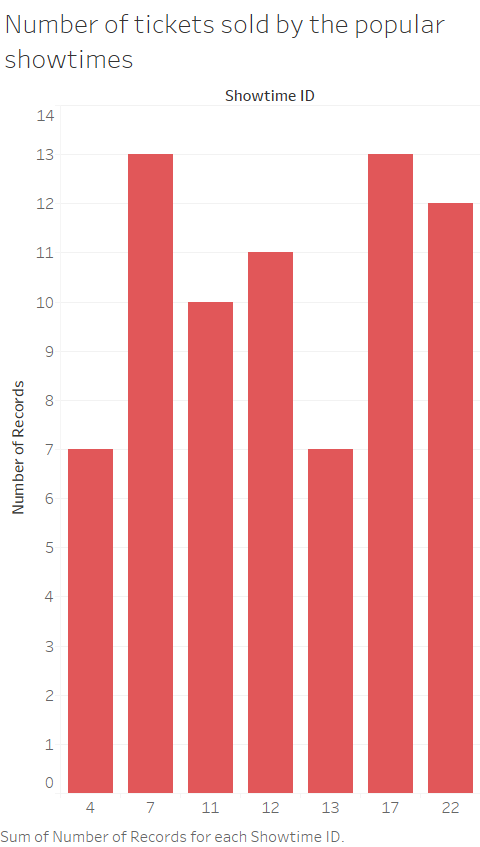 Number of tickets sold by the popular
showtimes
Showtime ID
14
13
12
11
10
9
8
7
6
5
4
3
2
1
0
Number of Records
4 7 11 12 13 17 22
Sum of Number of Records for each Showtime ID.